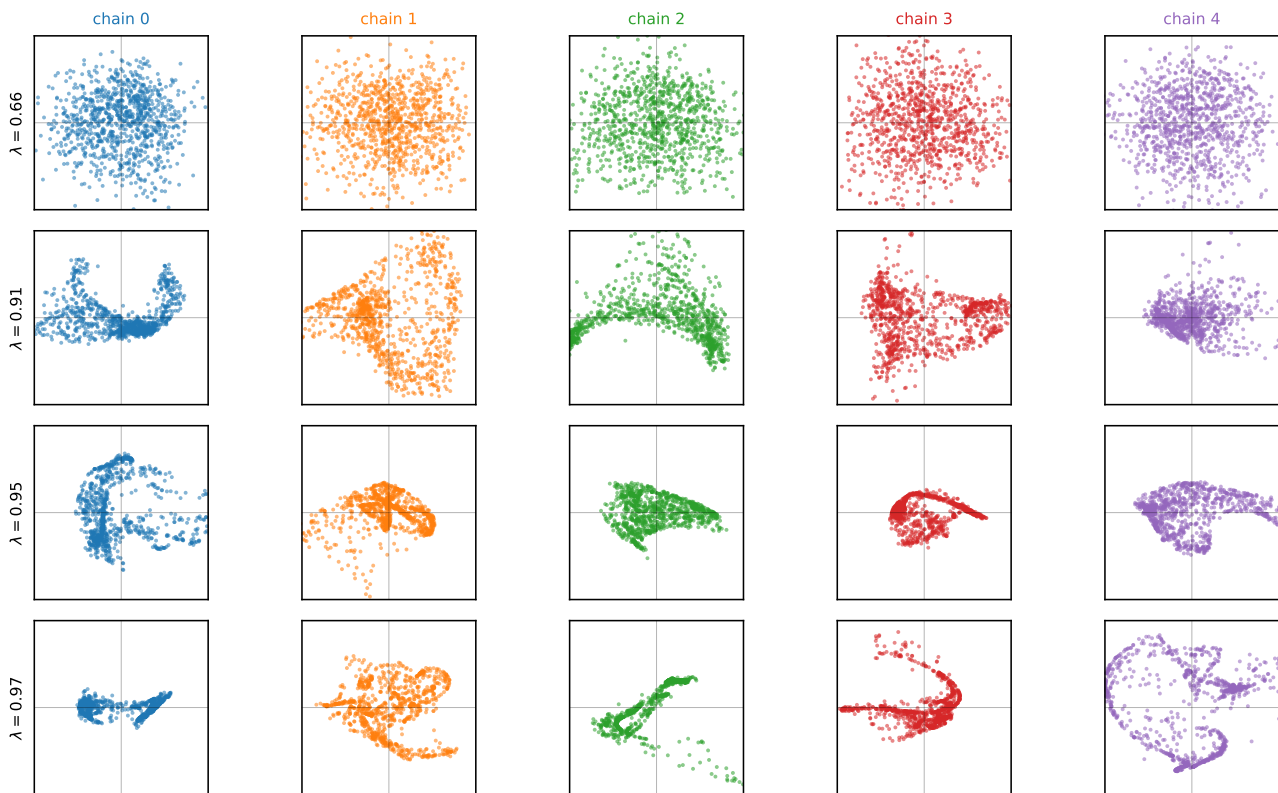 chain 0 chain 1 chain 2 chain 3 chain 4
λ = 0.66
λ = 0.91
λ = 0.95
λ = 0.97